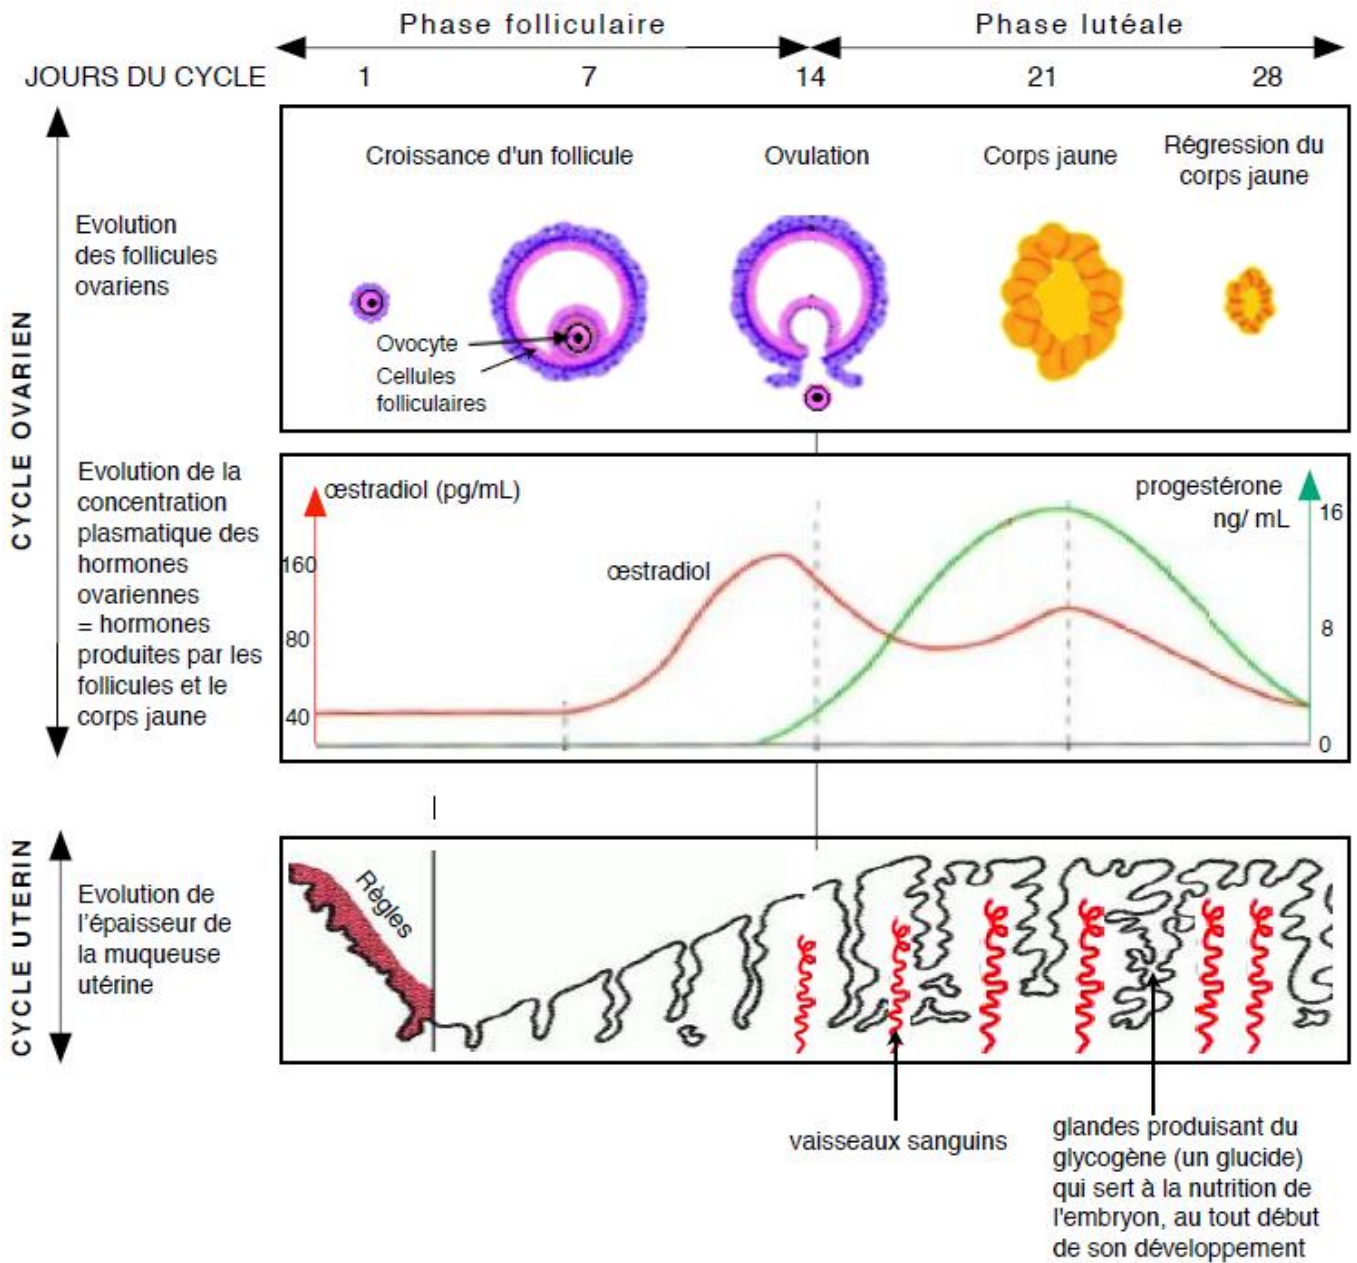 Phase folliculaire
Phase lutéale
JOURS DU CYCLE
1
7
14
21
28
CYCLE OVARIEN
Evolution
des follicules
ovariens
Croissance d'un follicule
Ovulation
Corps jaune
Régression du
corps jaune
Ovocyte
Cellules
folliculaires
Evolution de la
concentration
plasmatique des
hormones
ovariennes
= hormones
produites par les
follicules et le
corps jaune
œstradiol (pg/mL)
160
80
40
œstradiol
progestérone
ng/ mL
16
8
0
CYCLE UTERIN
Evolution de
l'épaisseur de
la muqueuse
utérine
Règles
vaisseaux sanguins
glandes produisant du
glycogène (un glucide)
qui sert à la nutrition de
l'embryon, au tout début
de son développement